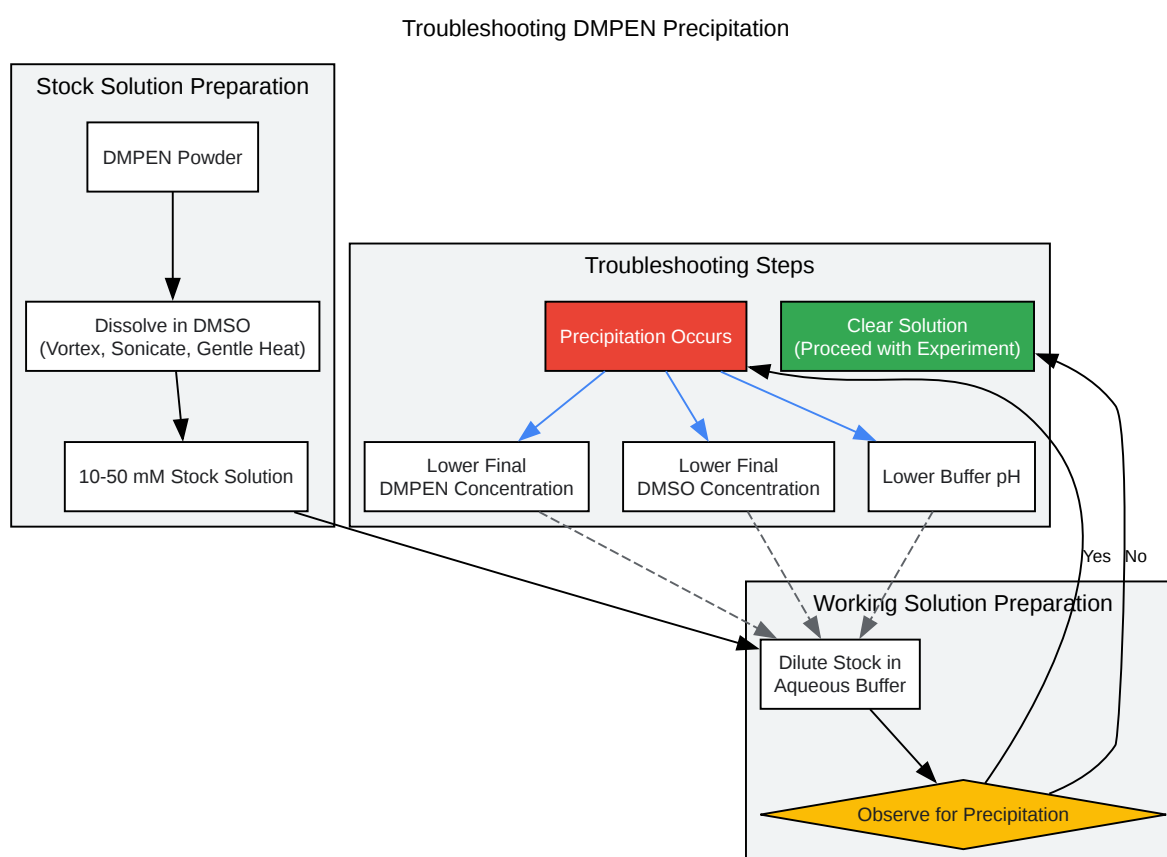 Troubleshooting DMPEN Precipitation
Stock Solution Preparation
DMPEN Powder
Dissolve in DMSO
(Vortex, Sonicate, Gentle Heat)
10-50 mM Stock Solution
Troubleshooting Steps
Precipitation Occurs
Clear Solution
(Proceed with Experiment)
Lower Final
DMPEN Concentration
Lower Final
DMSO Concentration
Lower Buffer pH
Yes
No
Working Solution Preparation
Dilute Stock in
Aqueous Buffer
Observe for Precipitation